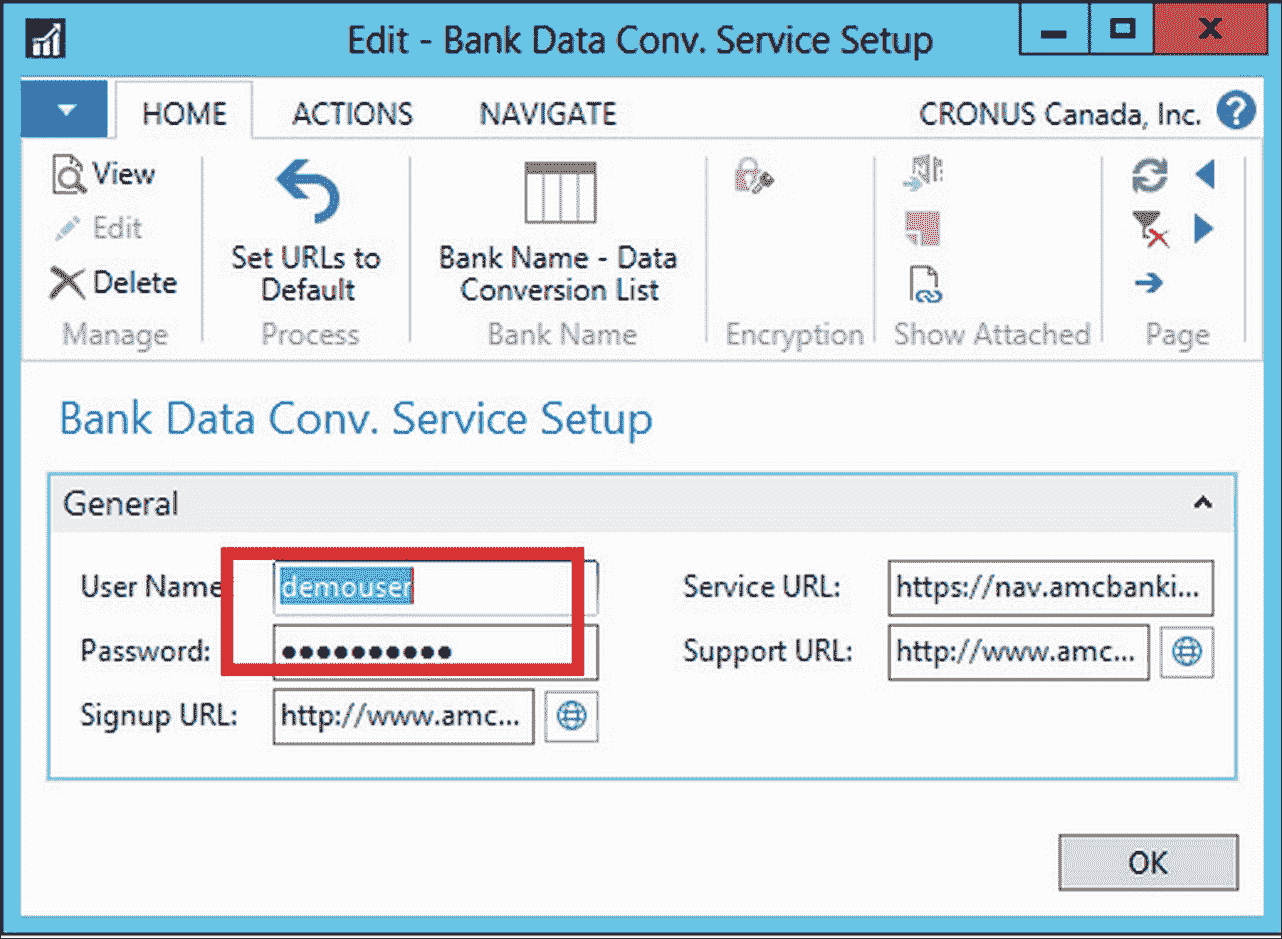 Edit - Bank Data Conv. Service Setup
HOME ACTIONS NAVIGATE CRONUS Canada, Inc.
View
Edit
Delete
Manage
Set URLs to
Default
Process
Bank Name - Data
Conversion List
Bank Name
Encryption
Show Attached
Page
Bank Data Conv. Service Setup
General
User Name demouser
Password: ●●●●●●●●●●
Signup URL: http://www.amc...
Service URL: https://nav.amcbanki...
Support URL: http://www.amc...
OK